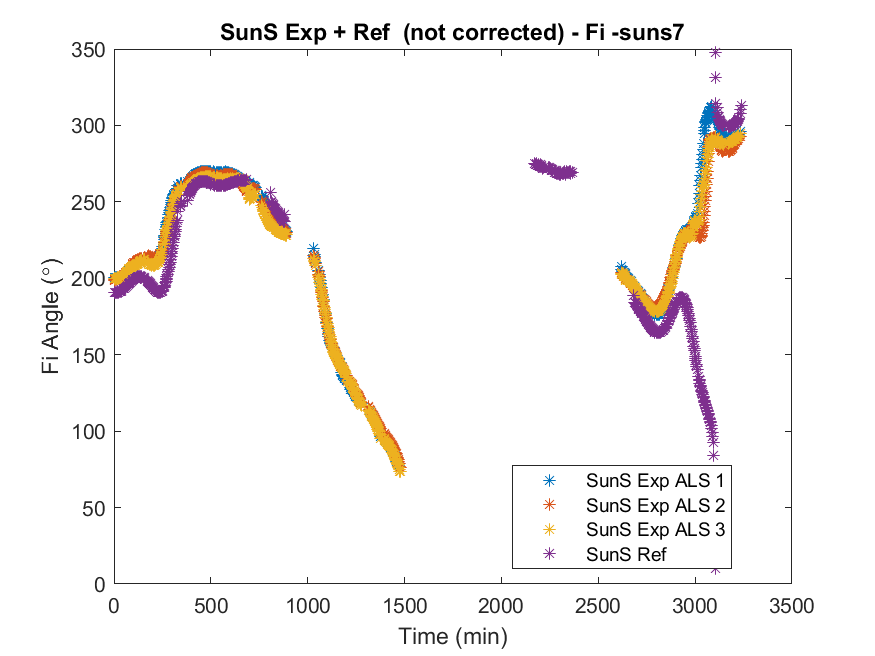 SunS Exp + Ref  (not corrected) - Fi -suns7
350
300
250
200
150
100
50
0
Fi Angle (°)
SunS Exp ALS 1
SunS Exp ALS 2
SunS Exp ALS 3
SunS Ref
0 500 1000 1500 2000 2500 3000 3500
Time (min)